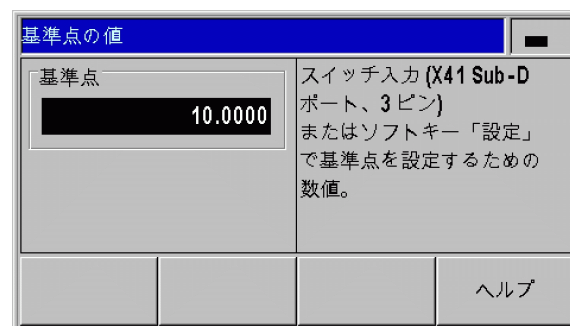 基準点の値
基準点
10.0000
スイッチ入力 (X41 Sub-D
ポート、3 ピン)
またはソフトキー「設定」
で基準点を設定するための
数値。
ヘルプ